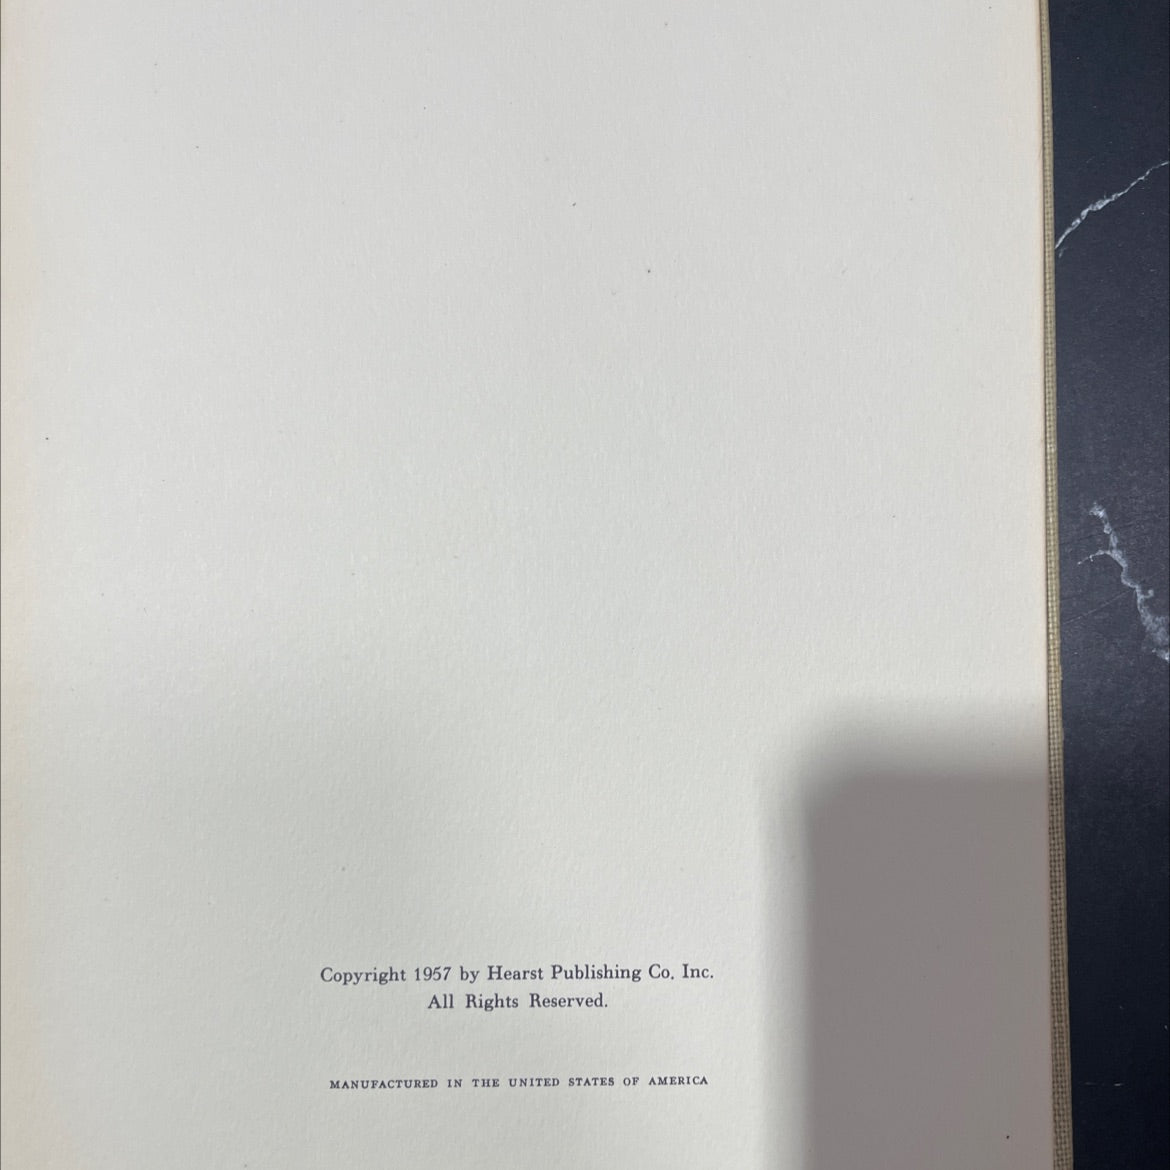 Copyright 1957 by Hearst Publishing Co. Inc.
All Rights Reserved.
MANUFACTURED IN THE UNITED STATES OF AMERICA